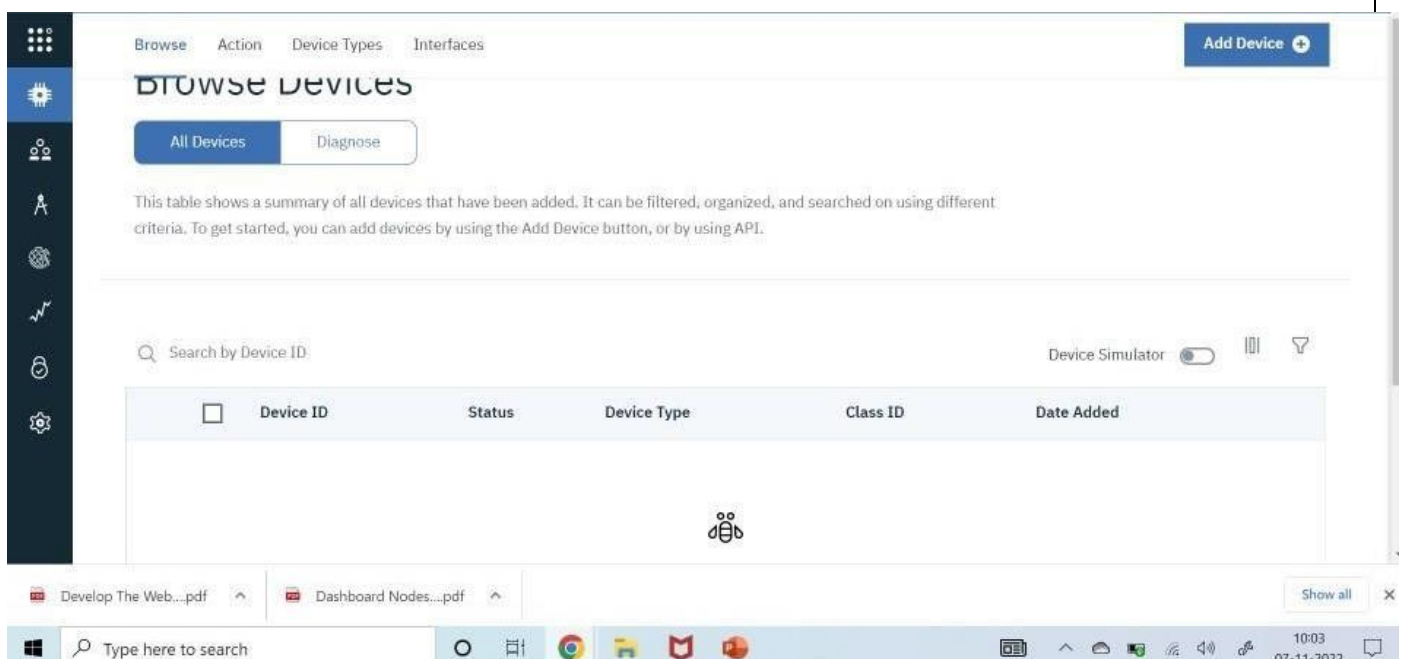 Browse Action Device Types Interfaces Add Device
Browse Devices
All Devices Diagnose
This table shows a summary of all devices that have been added. It can be filtered, organized, and searched on using different
criteria. To get started, you can add devices by using the Add Device button, or by using API.
Search by Device ID Device Simulator
Device ID Status Device Type Class ID Date Added
Develop The Web....pdf Dashboard Nodes....pdf Show all
Type here to search 10:03
07-11-2022